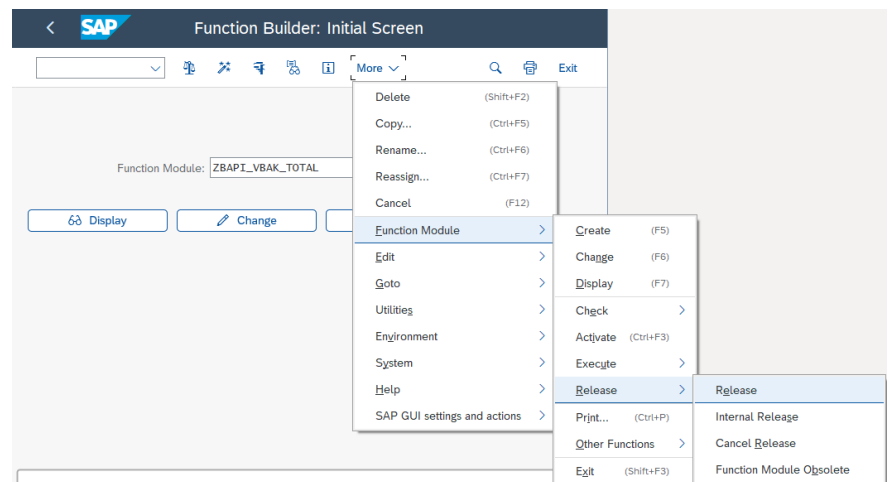 SAP Function Builder: Initial Screen
More Exit
Delete (Shift+F2)
Copy... (Ctrl+F5)
Rename... (Ctrl+F6)
Function Module: ZBAPI_VBAK_TOTAL
Reassign... (Ctrl+F7)
Cancel (F12)
Display Change
Function Module Create (F5)
Edit Change (F6)
Goto Display (F7)
Utilities Check
Environment Activate (Ctrl+F3)
System Execute
Help Release Release
SAP GUI settings and actions Print... (Ctrl+P) Internal Release
Other Functions Cancel Release
Exit (Shift+F3) Function Module Obsolete